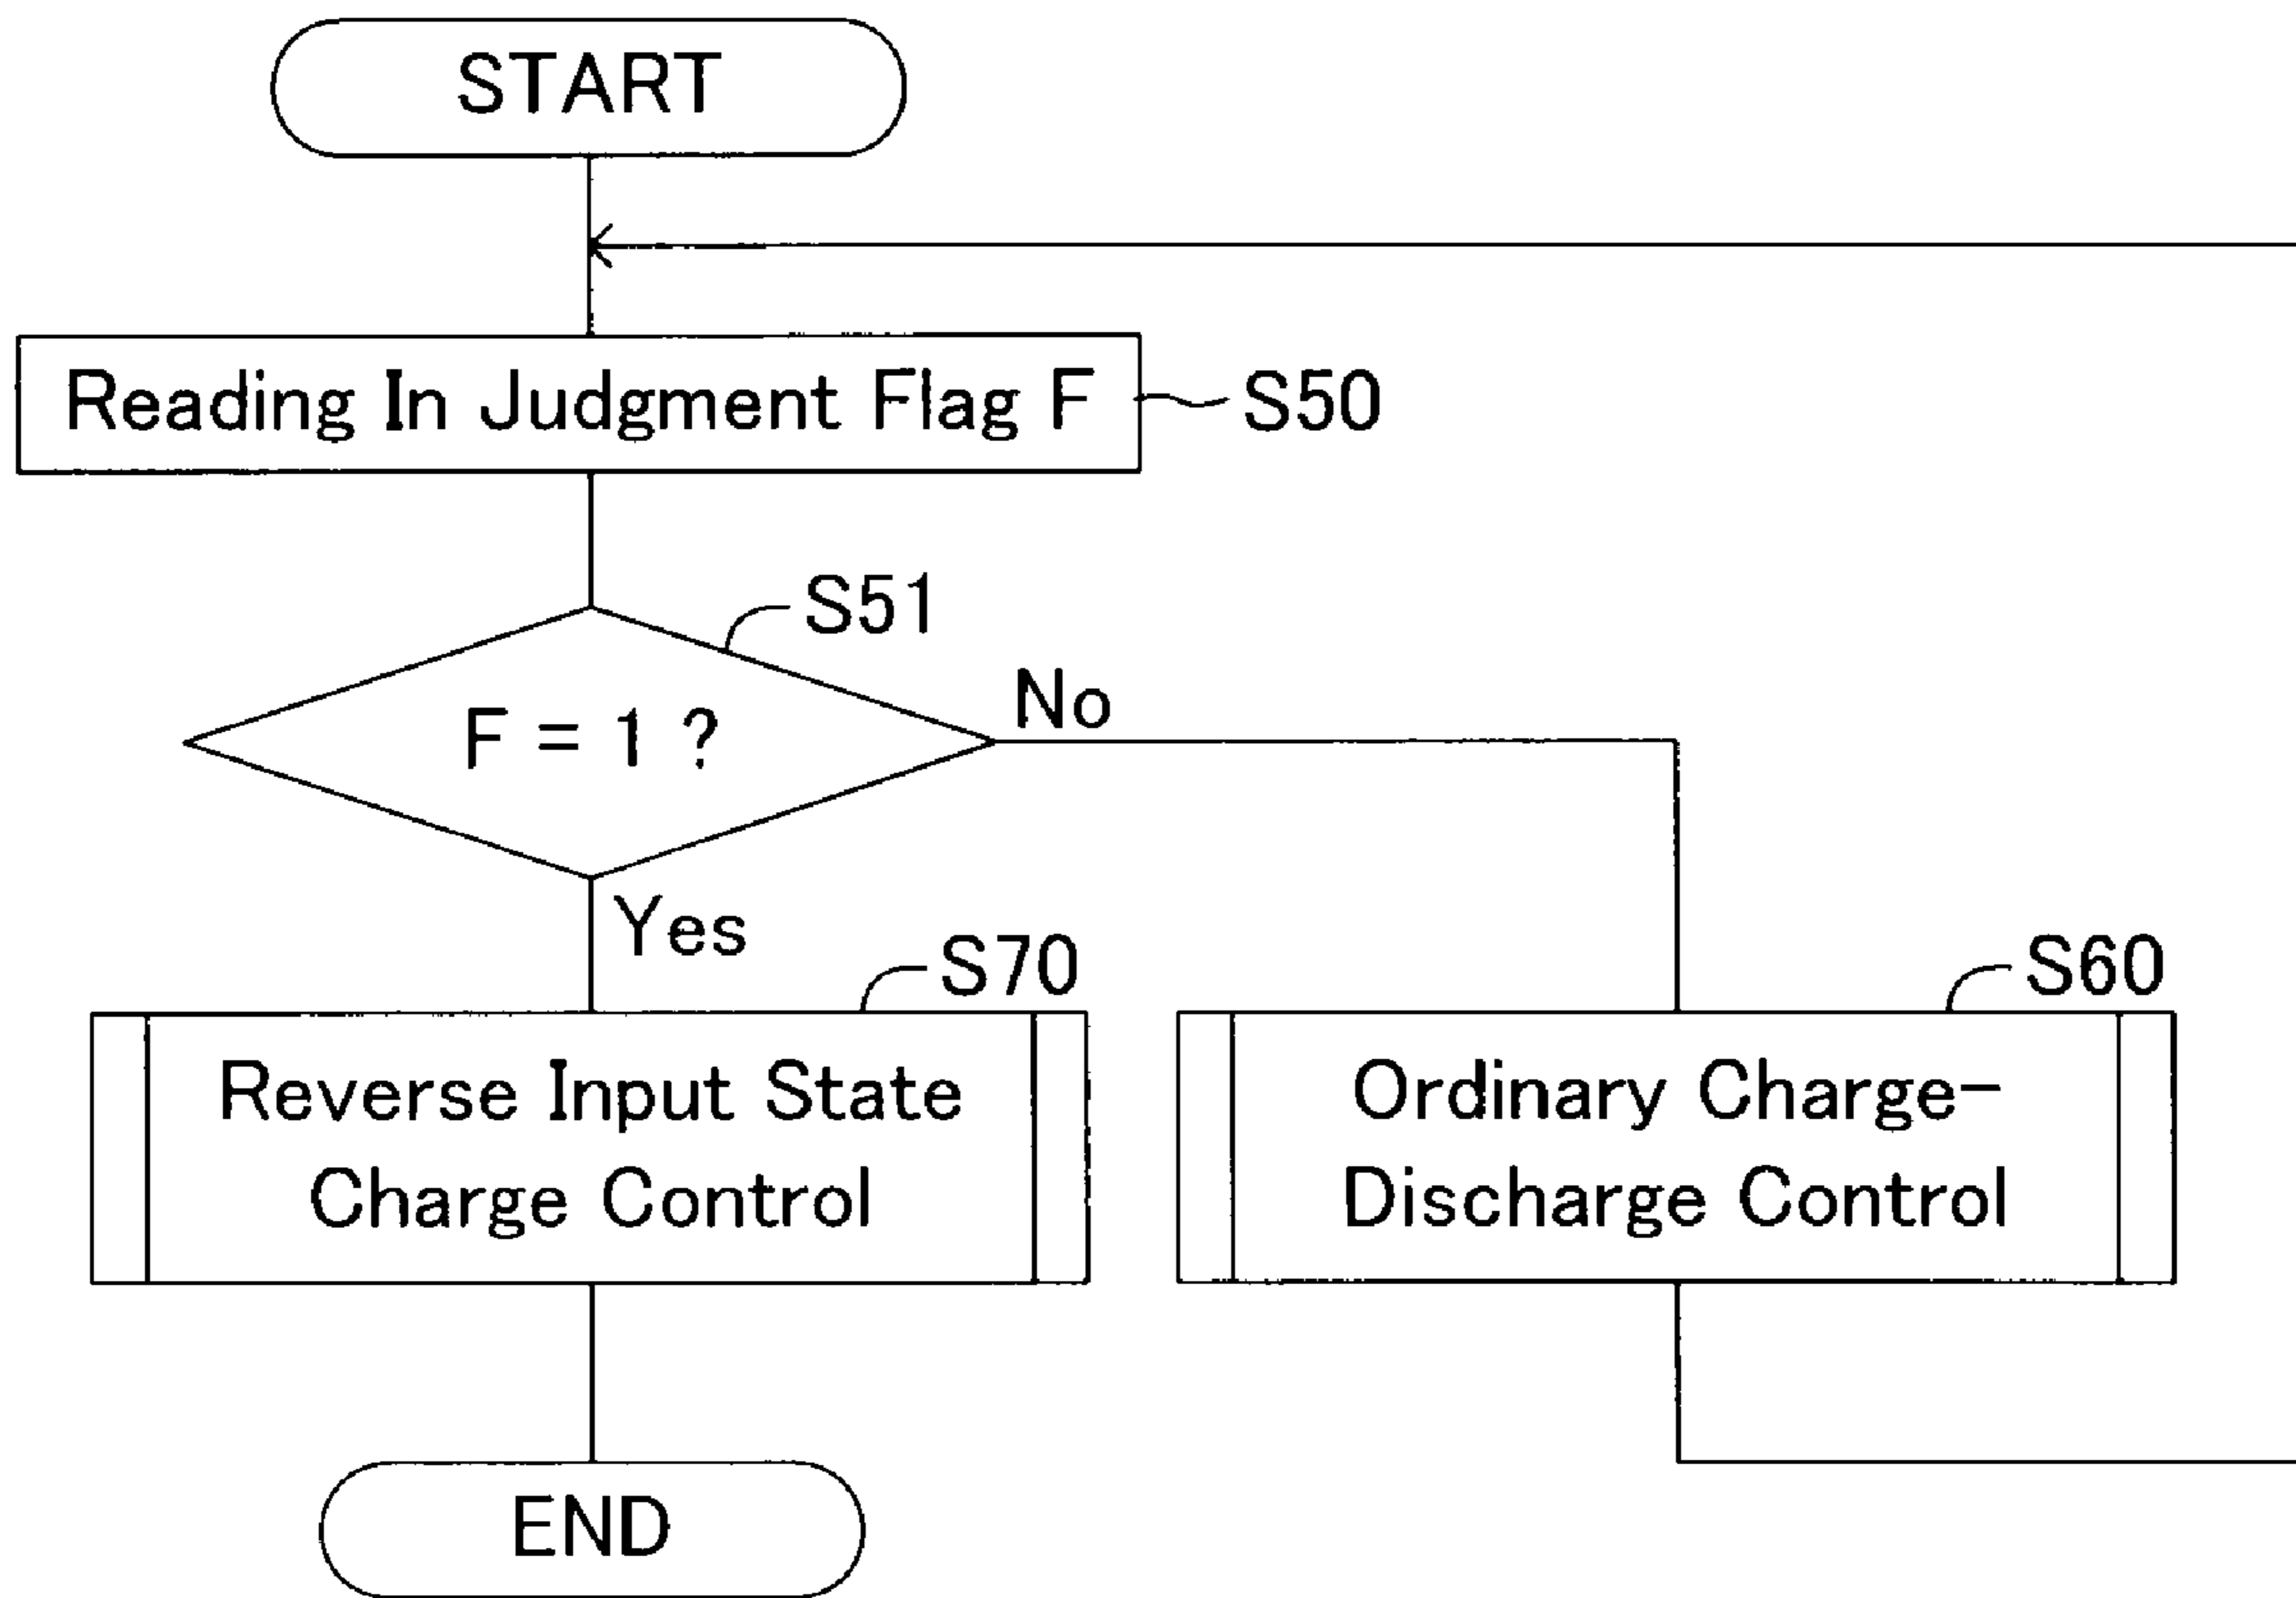 START
Reading In Judgment Flag F
S50
S51
F = 1 ?
No
Yes
S70
S60
Reverse Input State
Charge Control
Ordinary Charge-
Discharge Control
END